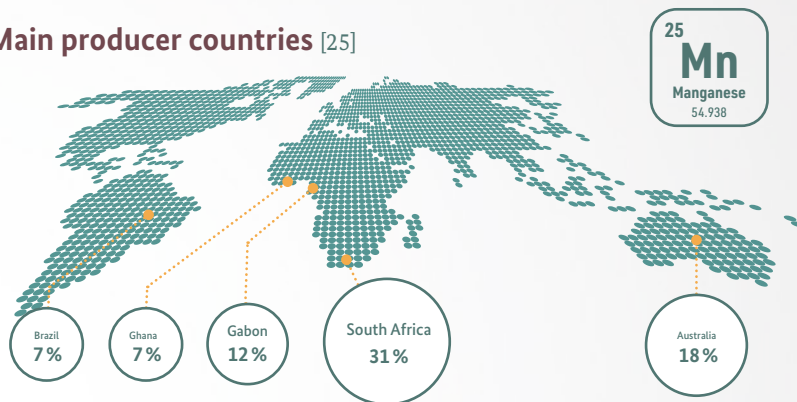 Main producer countries [25]
25
Mn
Manganese
54.938
Brazil
7 %
Ghana
7 %
Gabon
12 %
South Africa
31 %
Australia
18 %